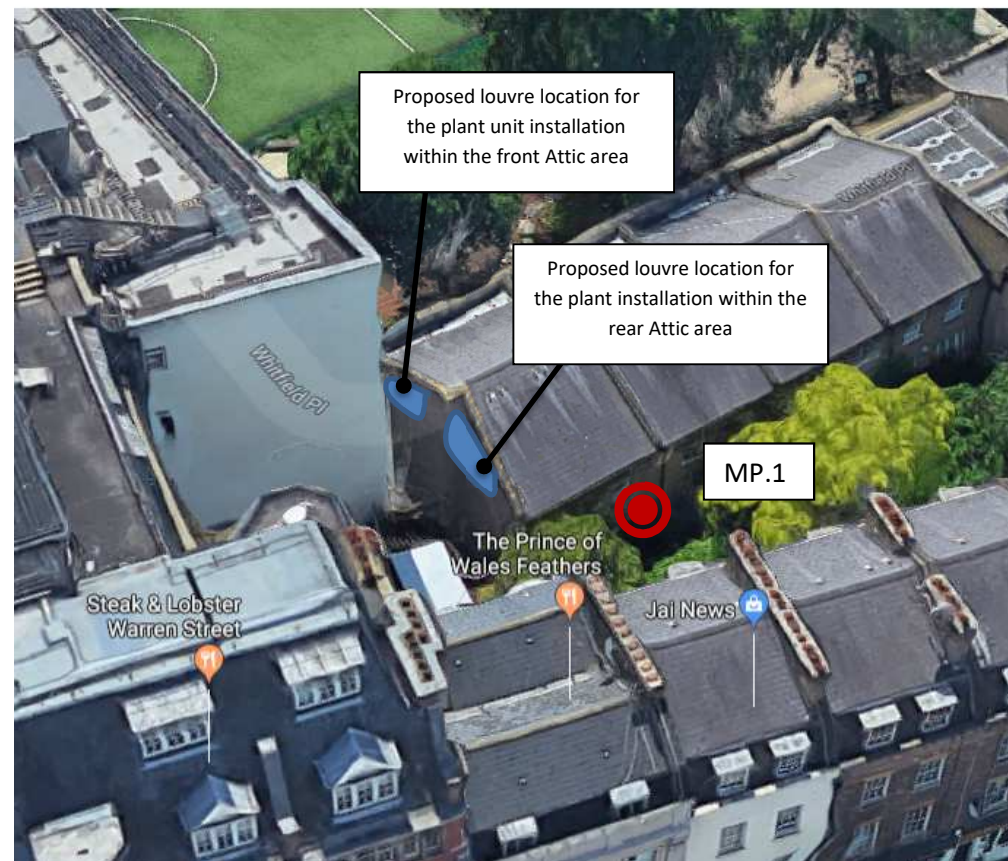 Proposed louvre location for
the plant unit installation
within the front Attic area
Whitfield Pl
Proposed louvre location for
the plant installation within the
rear Attic area
Whitfield Pl
MP.1
The Prince of
Wales Feathers
Steak & Lobster
Warren Street
Jai News